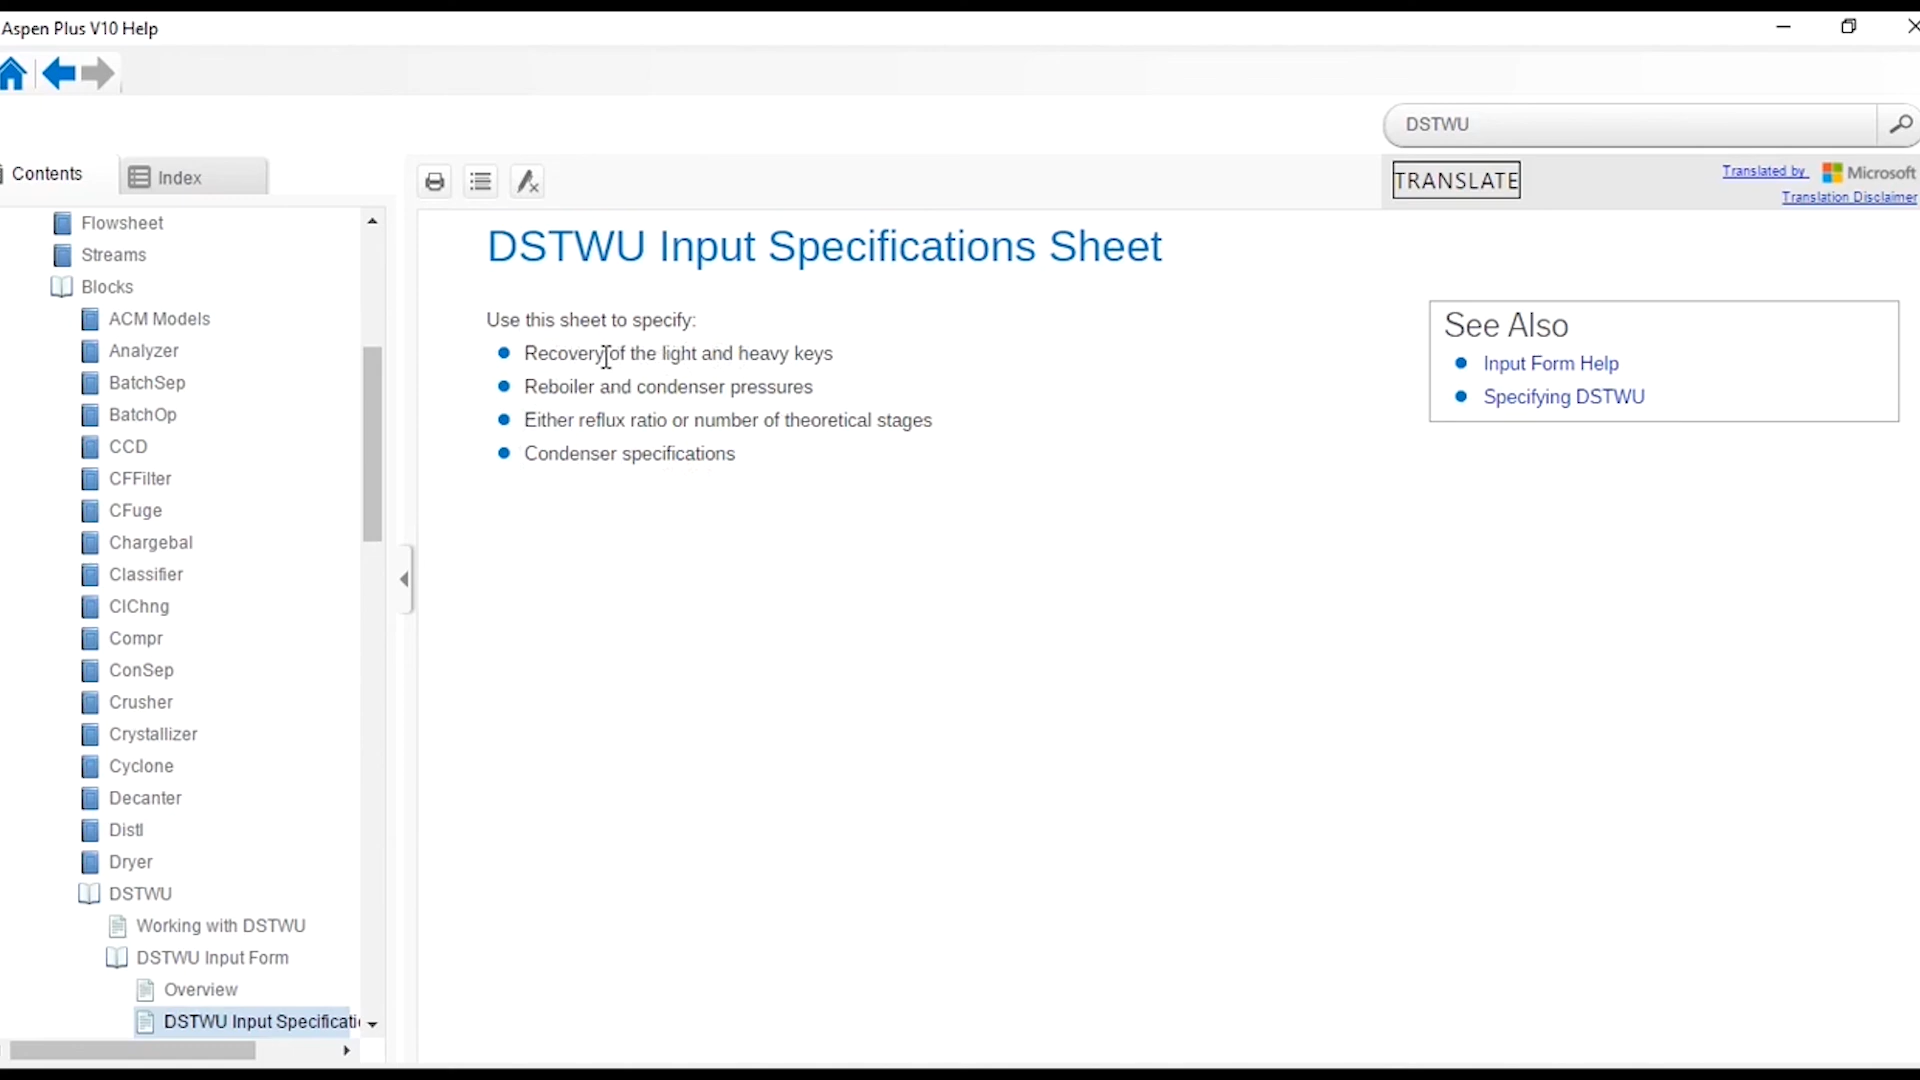 Aspen Plus V10 Help
DSTWU
Contents
Index
TRANSLATE
Translated by
Microsoft
Translation Disclaimer
Flowsheet
Streams
Blocks
ACM Models
Analyzer
BatchSep
BatchOp
CCD
CFFilter
CFuge
Chargebal
Classifier
ClChng
Compr
ConSep
Crusher
Crystallizer
Cyclone
Decanter
Distl
Dryer
DSTWU
Working with DSTWU
DSTWU Input Form
Overview
DSTWU Input Specificati
DSTWU Input Specifications Sheet
Use this sheet to specify:
Recovery of the light and heavy keys
Reboiler and condenser pressures
Either reflux ratio or number of theoretical stages
Condenser specifications
See Also
Input Form Help
Specifying DSTWU